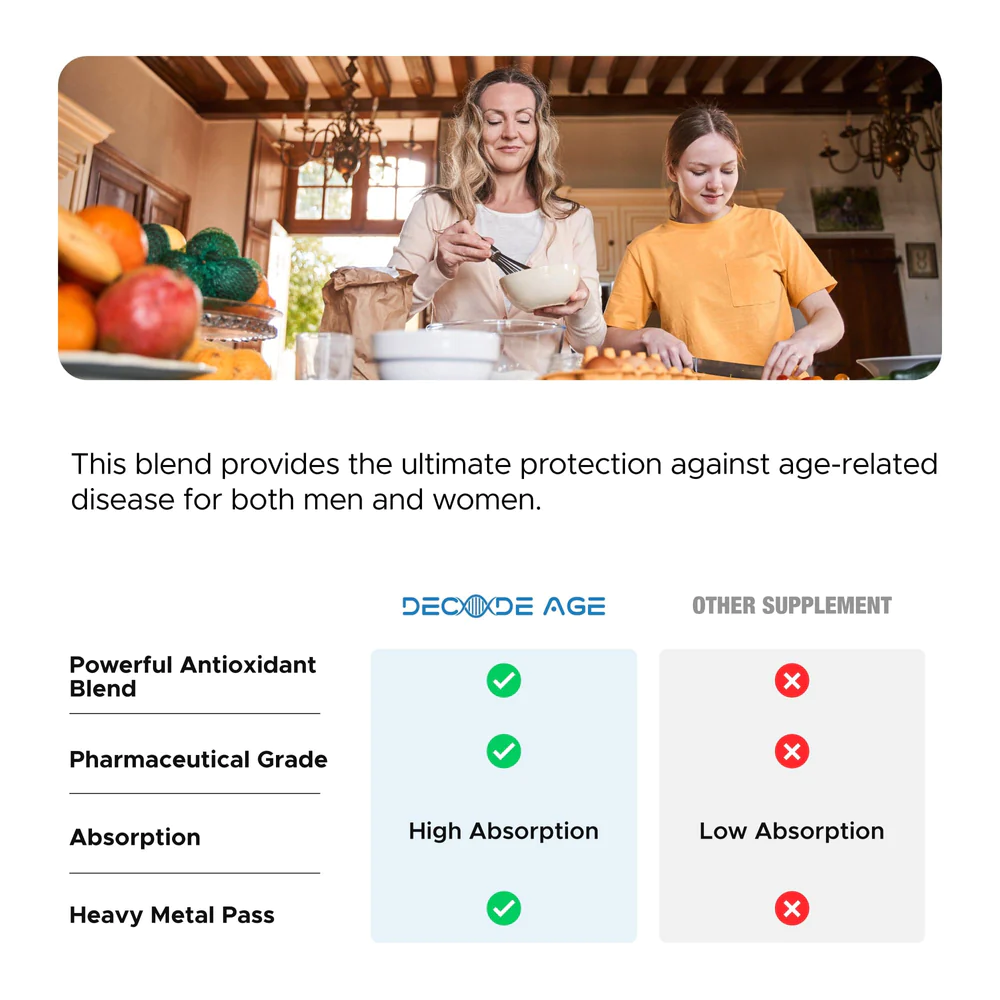 This blend provides the ultimate protection against age-related
disease for both men and women.
DECODE AGE
OTHER SUPPLEMENT
Powerful Antioxidant
Blend
Pharmaceutical Grade
Absorption
High Absorption
Low Absorption
Heavy Metal Pass